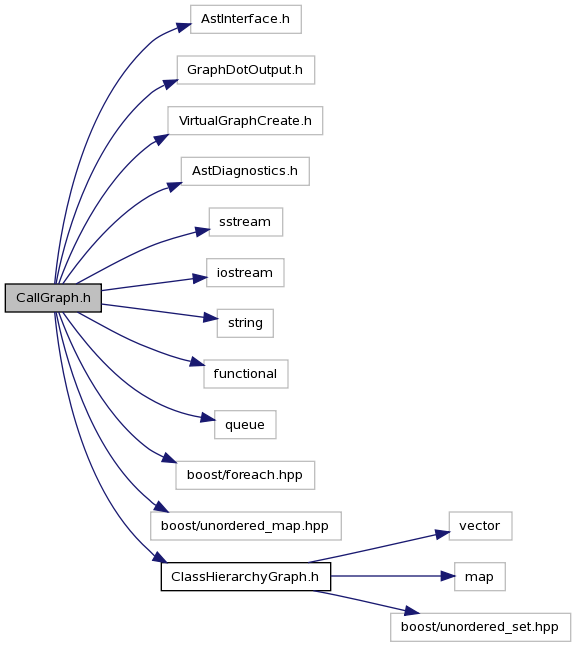 AstInterface.h
GraphDotOutput.h
VirtualGraphCreate.h
AstDiagnostics.h
sstream
iostream
CallGraph.h
string
functional
queue
boost/foreach.hpp
boost/unordered_map.hpp
vector
ClassHierarchyGraph.h
map
boost/unordered_set.hpp